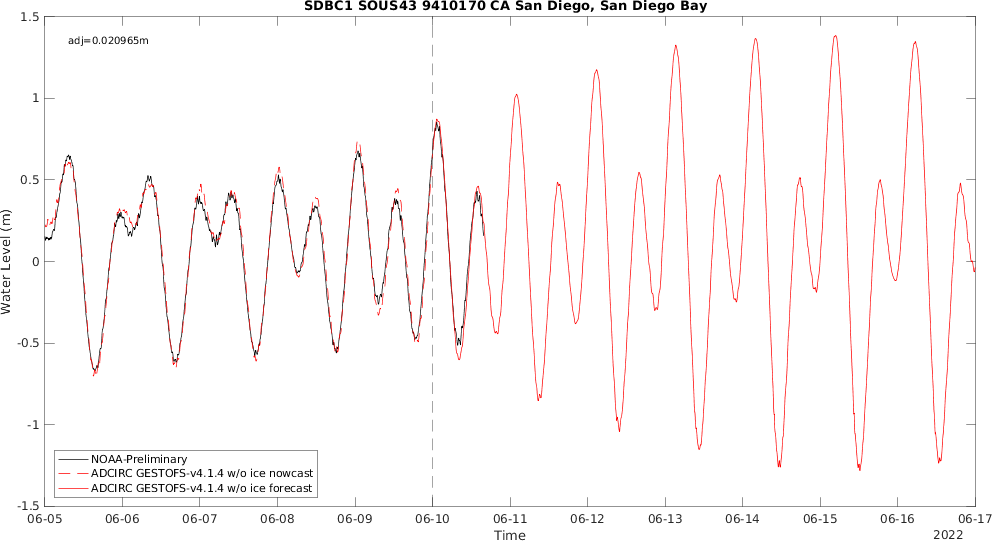 SDBC1 SOUS43 9410170 CA San Diego, San Diego Bay
adj=0.020965m
1.5
1
0.5
0
-0.5
-1
-1.5
Water Level (m)
NOAA-Preliminary
ADCIRC GESTOFS-v4.1.4 w/o ice nowcast
ADCIRC GESTOFS-v4.1.4 w/o ice forecast
06-05 06-06 06-07 06-08 06-09 06-10 06-11 06-12 06-13 06-14 06-15 06-16 06-17
Time
2022